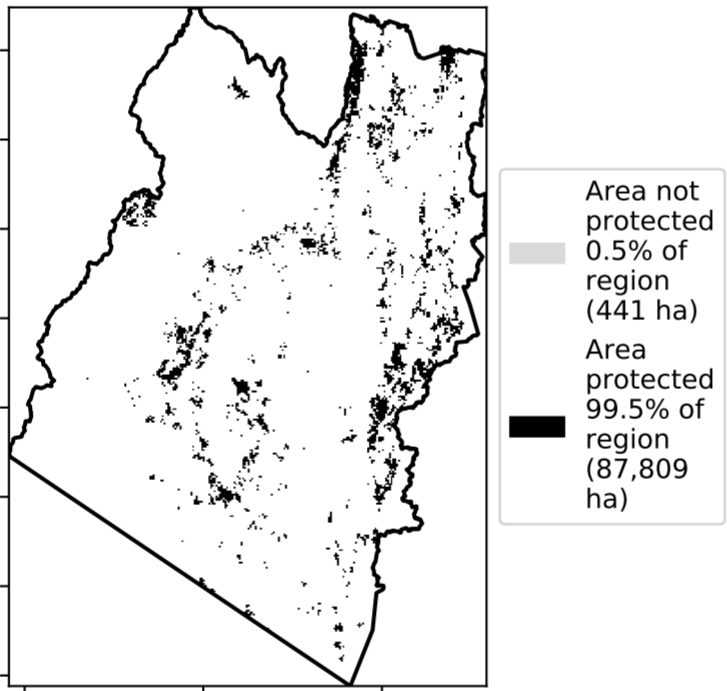 Area not
protected
0.5% of
region
(441 ha)
Area
protected
99.5% of
region
(87,809
ha)